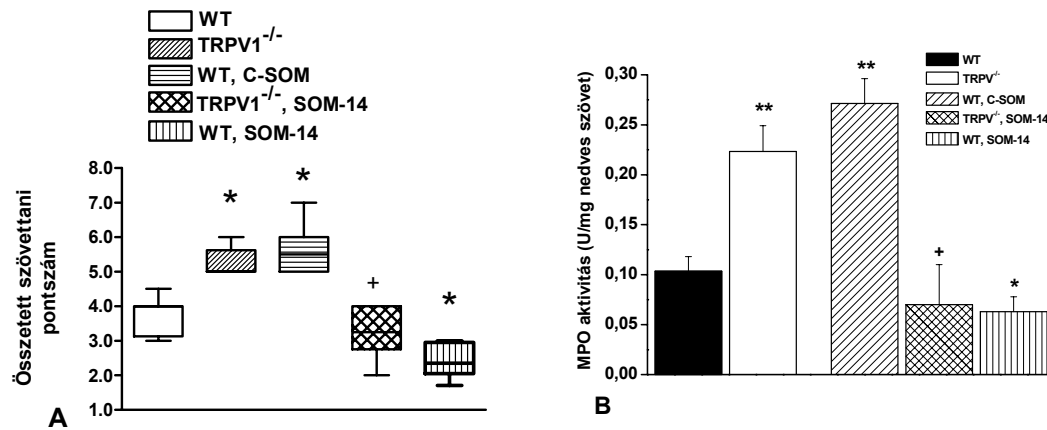 WT
TRPV1-/-
WT, C-SOM
TRPV1-/-, SOM-14
WT, SOM-14
Összetett szövettani
pontszám
8.0
7.0
6.0
5.0
4.0
3.0
2.0
1.0
*
*
+
*
A
WT
TRPV-/-
WT, C-SOM
TRPV-/-, SOM-14
WT, SOM-14
MPO aktivitás (U/mg nedves szövet)
0,30
0,25
0,20
0,15
0,10
0,05
0,00
**
**
+
*
B